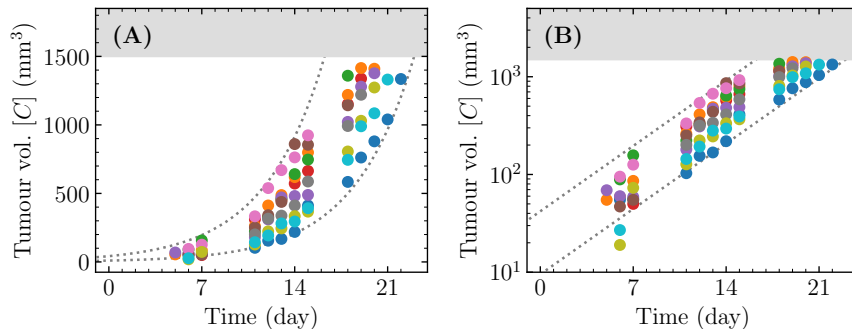 (A)
Tumour vol. [C] (mm³)
1500
1000
500
0
0 7 14 21
Time (day)
(B)
Tumour vol. [C] (mm³)
10³
10²
10¹
0 7 14 21
Time (day)